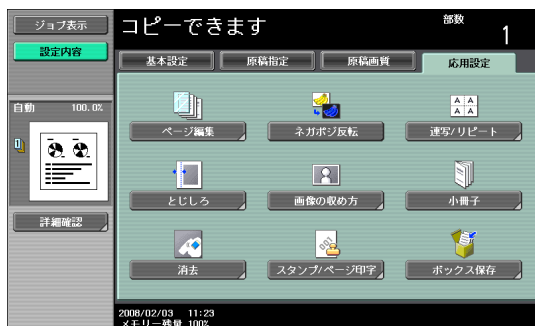 ジョブ表示
コピーできます
部数
1
設定内容
基本設定
原稿指定
原稿画質
応用設定
自動 100.0%
ページ編集
ネガポジ反転
連写/リピート
とじしろ
画像の収め方
小冊子
詳細確認
消去
スタンプ/ページ印字
ボックス保存
2008/02/03 11:23
メモリー残量 100%